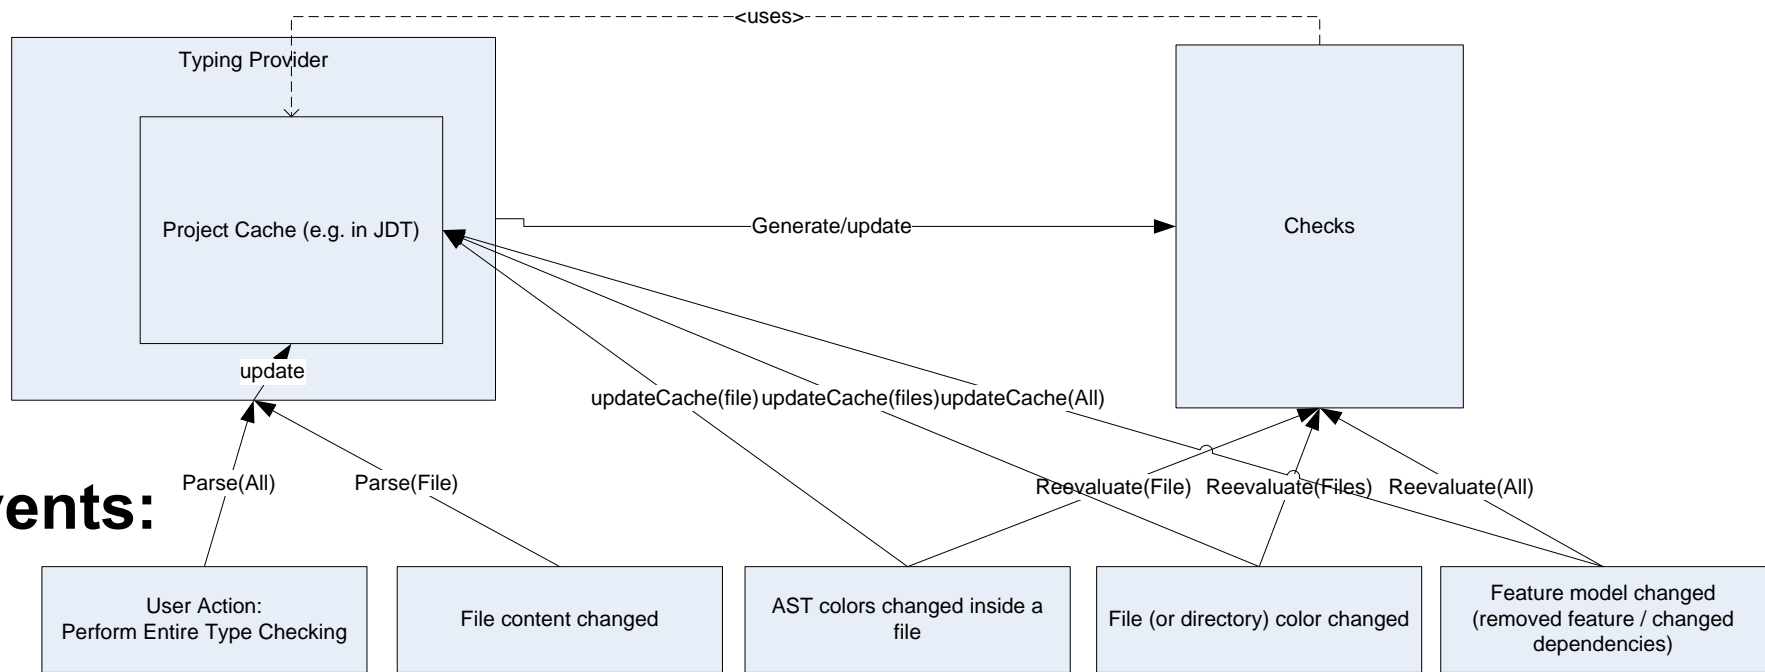 <uses>
Typing Provider
Project Cache (e.g. in JDT)
Generate/update
Checks
update
updateCache(file)
updateCache(files)
updateCache(All)
Parse(All)
Parse(File)
Reevaluate(File)
Reevaluate(Files)
Reevaluate(All)
vents:
User Action:
Perform Entire Type Checking
File content changed
AST colors changed inside a
file
File (or directory) color changed
Feature model changed
(removed feature / changed
dependencies)